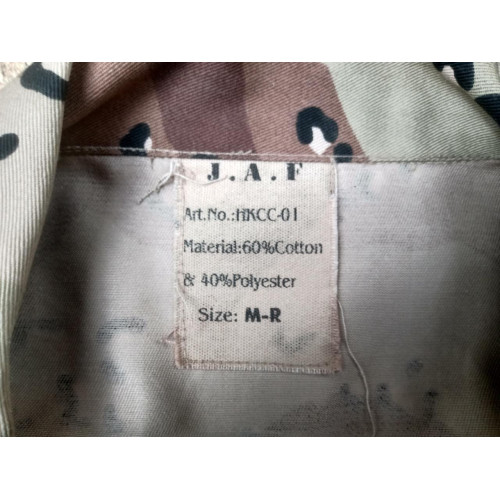 J.A.F
Art.No.:HKCC-01
Material:60%Cotton
& 40%Polyester
Size: M-R